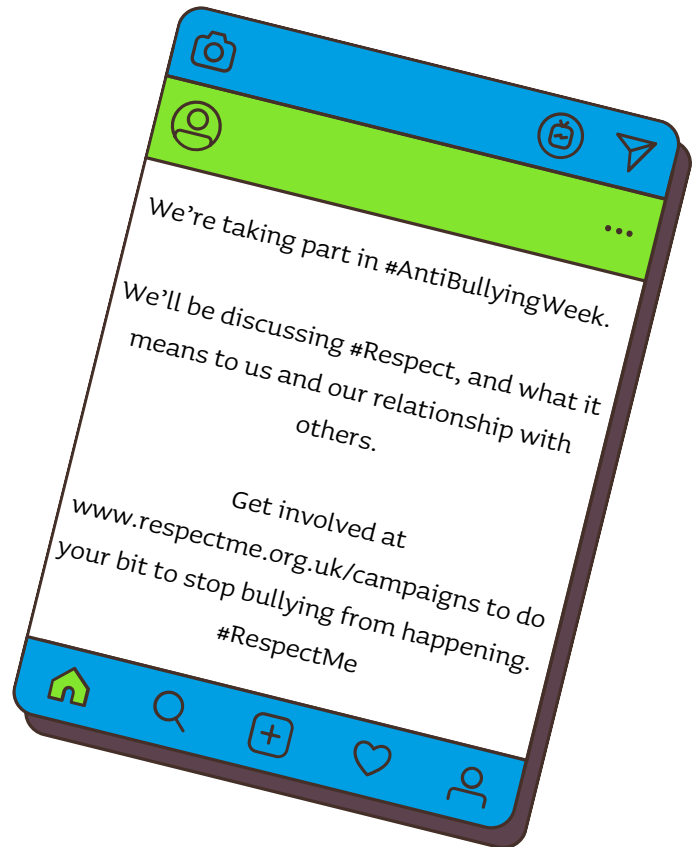 We’re taking part in #AntiBullyingWeek.
We’ll be discussing #Respect, and what it
means to us and our relationship with
others.
Get involved at
www.respectme.org.uk/campaigns to do
your bit to stop bullying from happening.
#RespectMe